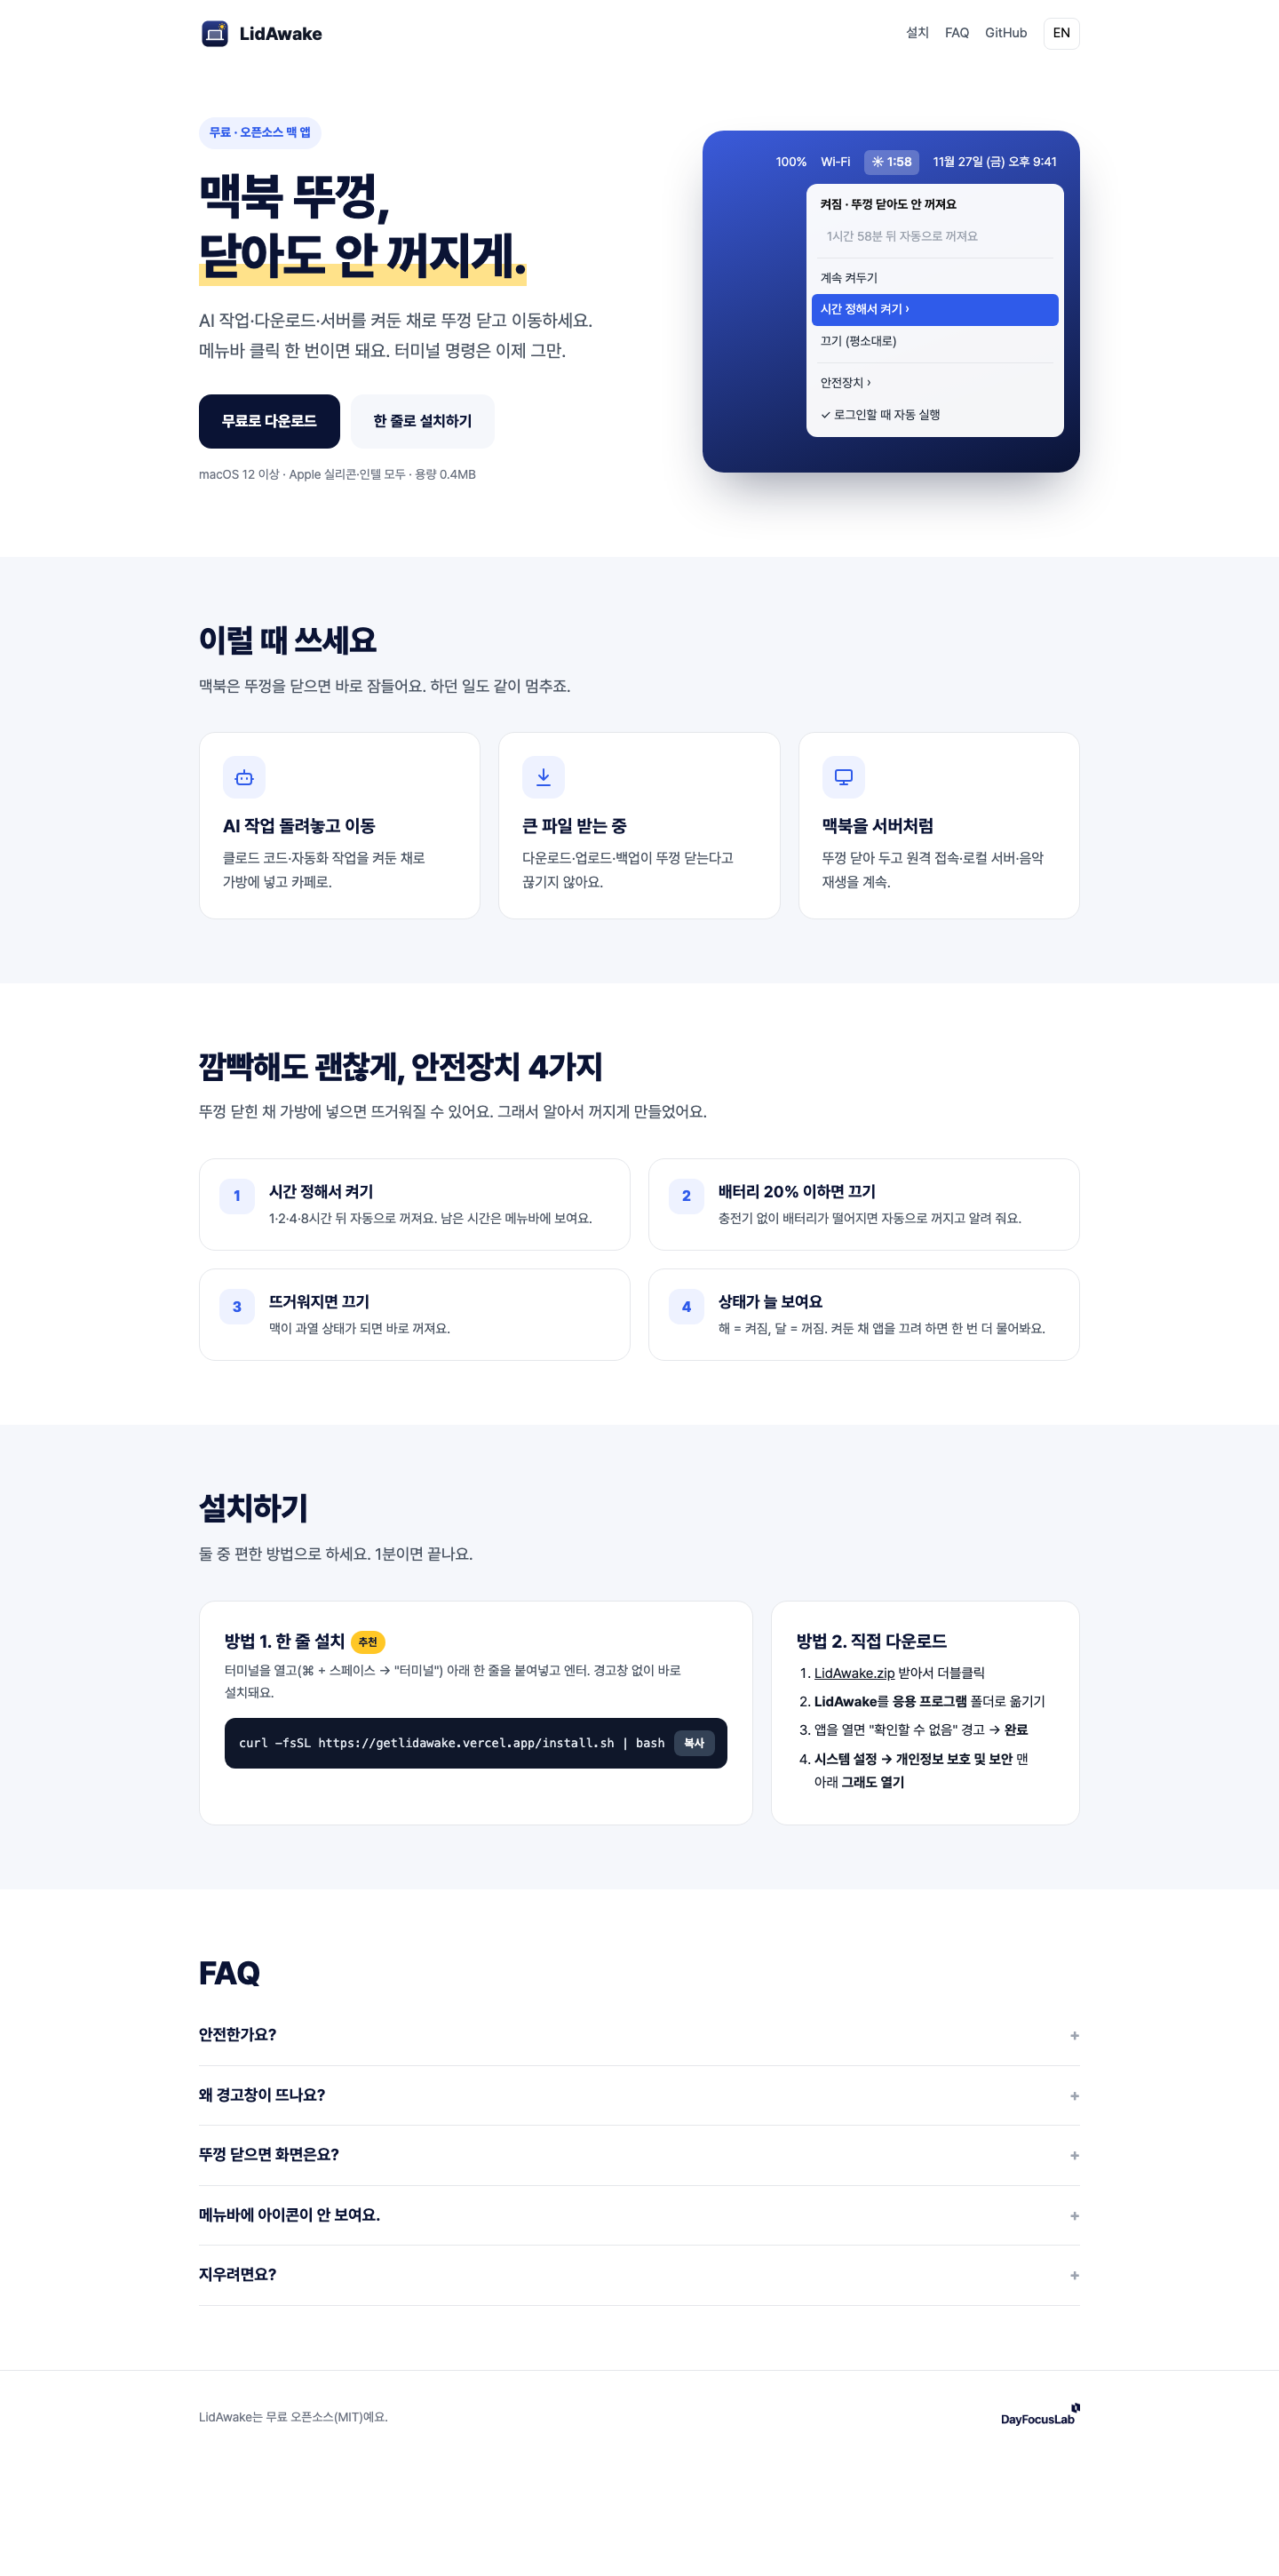 LidAwake
설치
FAQ
GitHub
EN
무료 · 오픈소스 맥 앱
맥북 뚜껑,
닫아도 안 꺼지게.
AI 작업·다운로드·서버를 켜둔 채로 뚜껑 닫고 이동하세요.
메뉴바 클릭 한 번이면 돼요. 터미널 명령은 이제 그만.
무료로 다운로드
한 줄로 설치하기
macOS 12 이상 · Apple 실리콘·인텔 모두 · 용량 0.4MB
100% Wi-Fi ☀ 1:58 11월 27일 (금) 오후 9:41
켜짐 · 뚜껑 닫아도 안 꺼져요
1시간 58분 뒤 자동으로 꺼져요
계속 켜두기
시간 정해서 켜기 ›
끄기 (평소대로)
안전장치 ›
✓ 로그인할 때 자동 실행
이럴 때 쓰세요
맥북은 뚜껑을 닫으면 바로 잠들어요. 하던 일도 같이 멈추죠.
AI 작업 돌려놓고 이동
클로드 코드·자동화 작업을 켜둔 채로
가방에 넣고 카페로.
큰 파일 받는 중
다운로드·업로드·백업이 뚜껑 닫는다고
끊기지 않아요.
맥북을 서버처럼
뚜껑 닫아 두고 원격 접속·로컬 서버·음악
재생을 계속.
깜빡해도 괜찮게, 안전장치 4가지
뚜껑 닫힌 채 가방에 넣으면 뜨거워질 수 있어요. 그래서 알아서 꺼지게 만들었어요.
1
시간 정해서 켜기
1·2·4·8시간 뒤 자동으로 꺼져요. 남은 시간은 메뉴바에 보여요.
2
배터리 20% 이하면 끄기
충전기 없이 배터리가 떨어지면 자동으로 꺼지고 알려 줘요.
3
뜨거워지면 끄기
맥이 과열 상태가 되면 바로 꺼져요.
4
상태가 늘 보여요
해 = 켜짐, 달 = 꺼짐. 켜둔 채 앱을 끄려 하면 한 번 더 물어봐요.
설치하기
둘 중 편한 방법으로 하세요. 1분이면 끝나요.
방법 1. 한 줄 설치 추천
터미널을 열고(⌘ + 스페이스 → "터미널") 아래 한 줄을 붙여넣고 엔터. 경고창 없이 바로
설치돼요.
curl -fsSL https://getlidawake.vercel.app/install.sh | bash
복사
방법 2. 직접 다운로드
1. LidAwake.zip 받아서 더블클릭
2. LidAwake를 응용 프로그램 폴더로 옮기기
3. 앱을 열면 "확인할 수 없음" 경고 → 완료
4. 시스템 설정 → 개인정보 보호 및 보안 맨
아래 그래도 열기
FAQ
안전한가요? +
왜 경고창이 뜨나요? +
뚜껑 닫으면 화면은요? +
메뉴바에 아이콘이 안 보여요. +
지우려면요? +
LidAwake는 무료 오픈소스(MIT)예요.
DayFocusLab